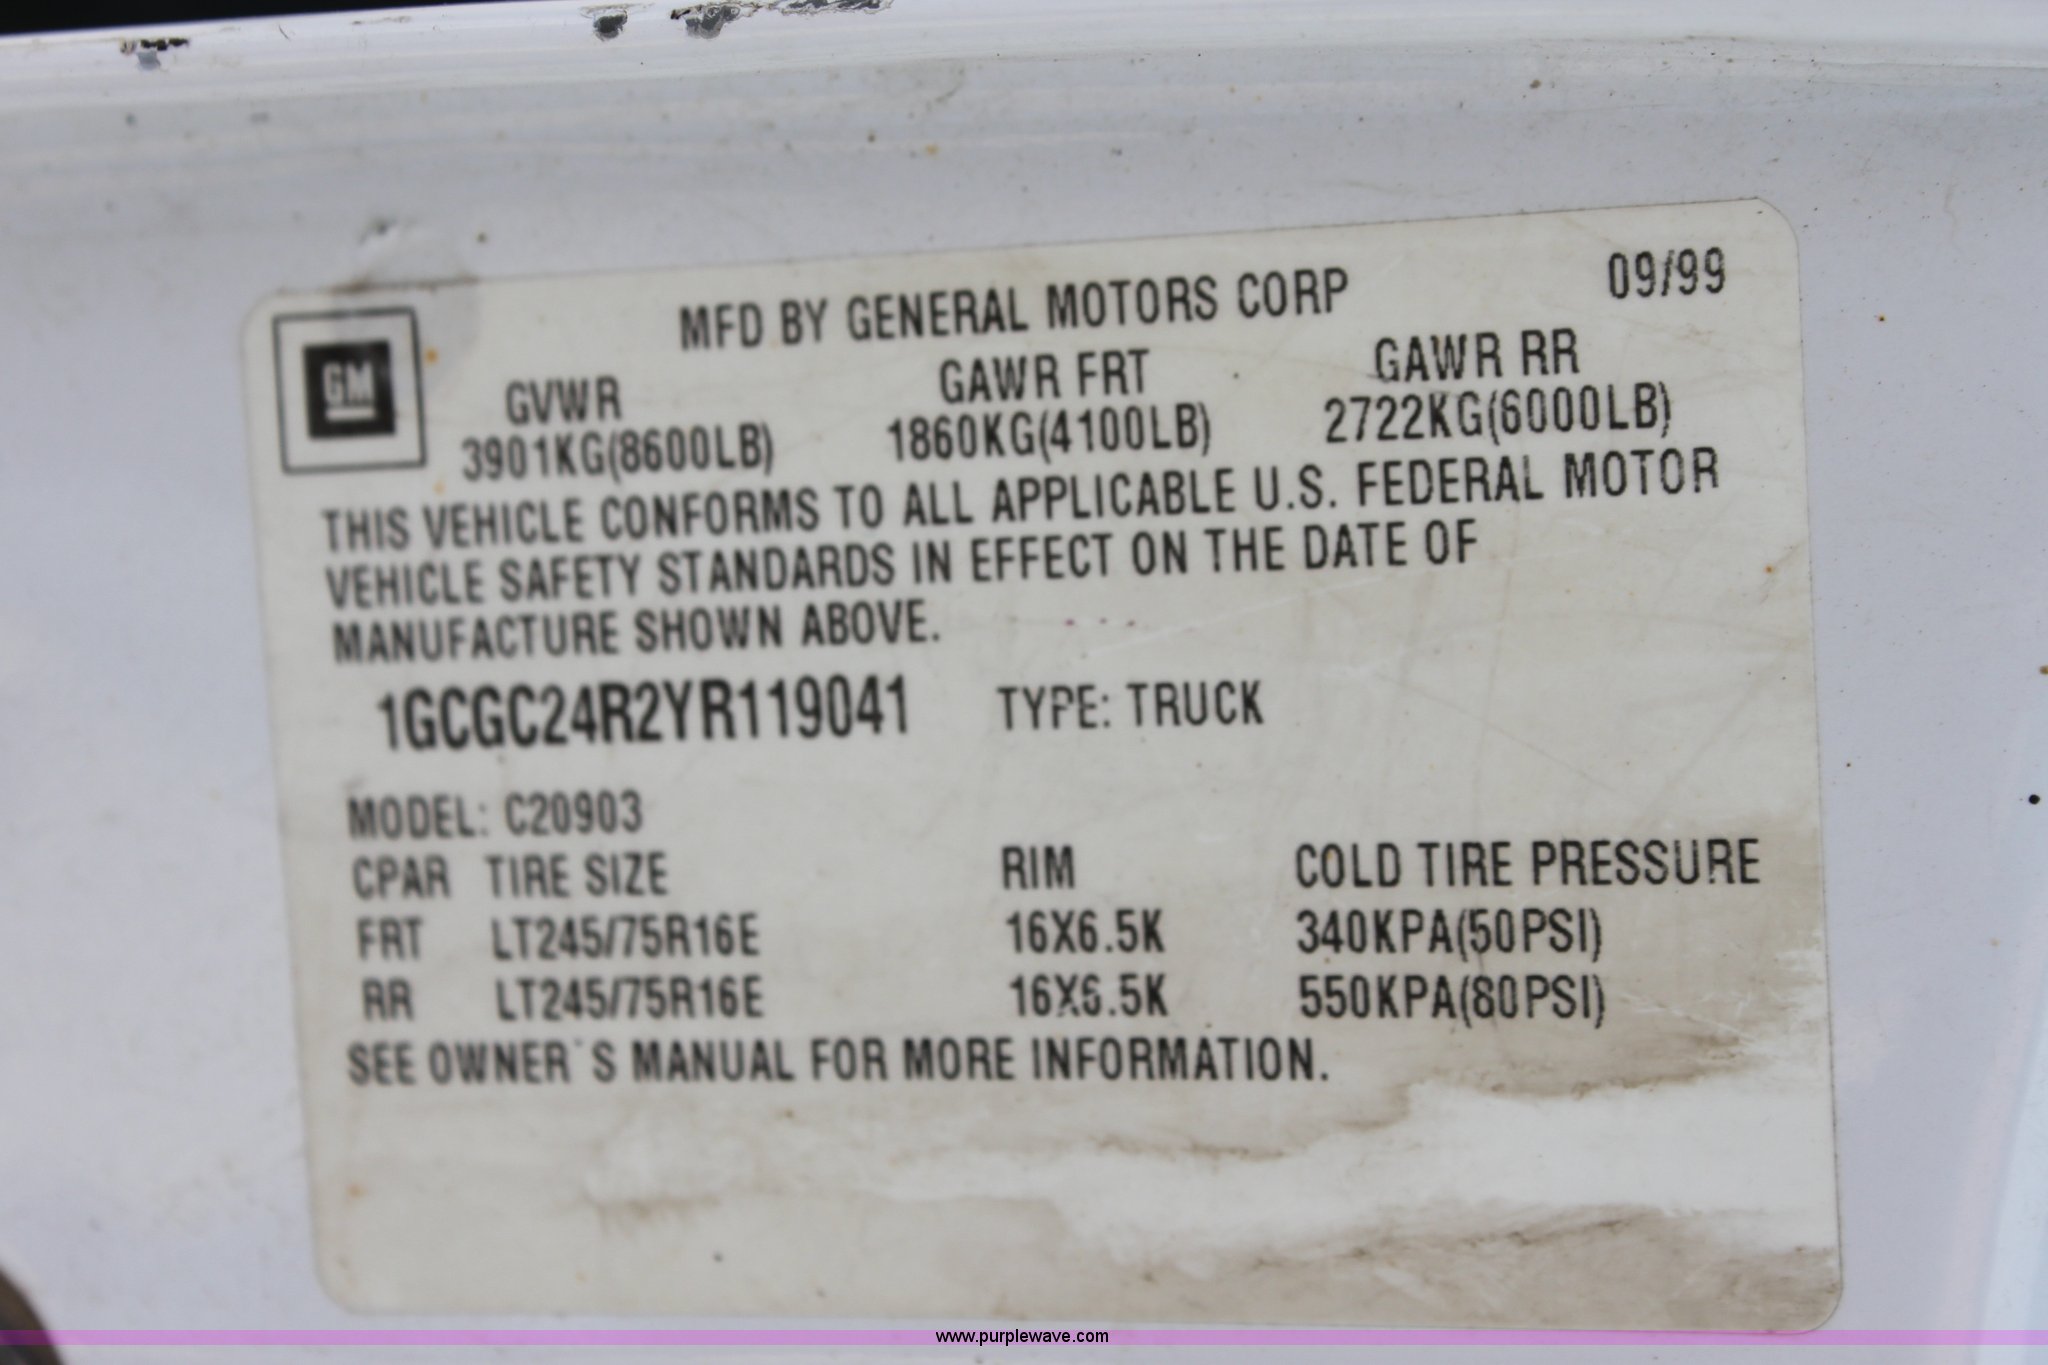 MFD BY GENERAL MOTORS CORP 09/99
GM
GVWR GAWR FRT GAWR RR
3901KG(8600LB) 1860KG(4100LB) 2722KG(6000LB)
THIS VEHICLE CONFORMS TO ALL APPLICABLE U.S. FEDERAL MOTOR
VEHICLE SAFETY STANDARDS IN EFFECT ON THE DATE OF
MANUFACTURE SHOWN ABOVE.
1GCGC24R2YR119041 TYPE: TRUCK
MODEL: C20903
CPAR TIRE SIZE RIM COLD TIRE PRESSURE
FRT LT245/75R16E 16X6.5K 340KPA(50PSI)
RR LT245/75R16E 16X6.5K 550KPA(80PSI)
SEE OWNER'S MANUAL FOR MORE INFORMATION.
www.purplewave.com